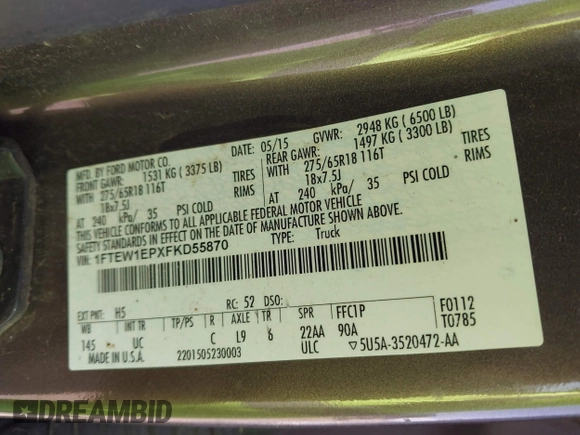 MFD. BY FORD MOTOR CO.
DATE: 05/15 GVWR: 2948 KG ( 6500 LB)
FRONT GAWR: 1531 KG ( 3375 LB) REAR GAWR: 1497 KG ( 3300 LB)
WITH 275/65R18 116T TIRES WITH 275/65R18 116T TIRES
18x7.5J RIMS 18x7.5J RIMS
AT 240 kPa/ 35 PSI COLD AT 240 kPa/ 35 PSI COLD
THIS VEHICLE CONFORMS TO ALL APPLICABLE FEDERAL MOTOR VEHICLE
SAFETY STANDARDS IN EFFECT ON THE DATE OF MANUFACTURE SHOWN ABOVE.
VIN: 1FTEW1EPXFKD55870 TYPE: Truck
EXT PNT: H5 RC: 52 DSO: F0112
WB INT TR TP/PS R AXLE TR SPR FFC1P T0785
145 UC C L9 6 22AA 90A
MADE IN U.S.A. 2201505230003 ULC ▽5U5A-3520472-AA
DREAMBID